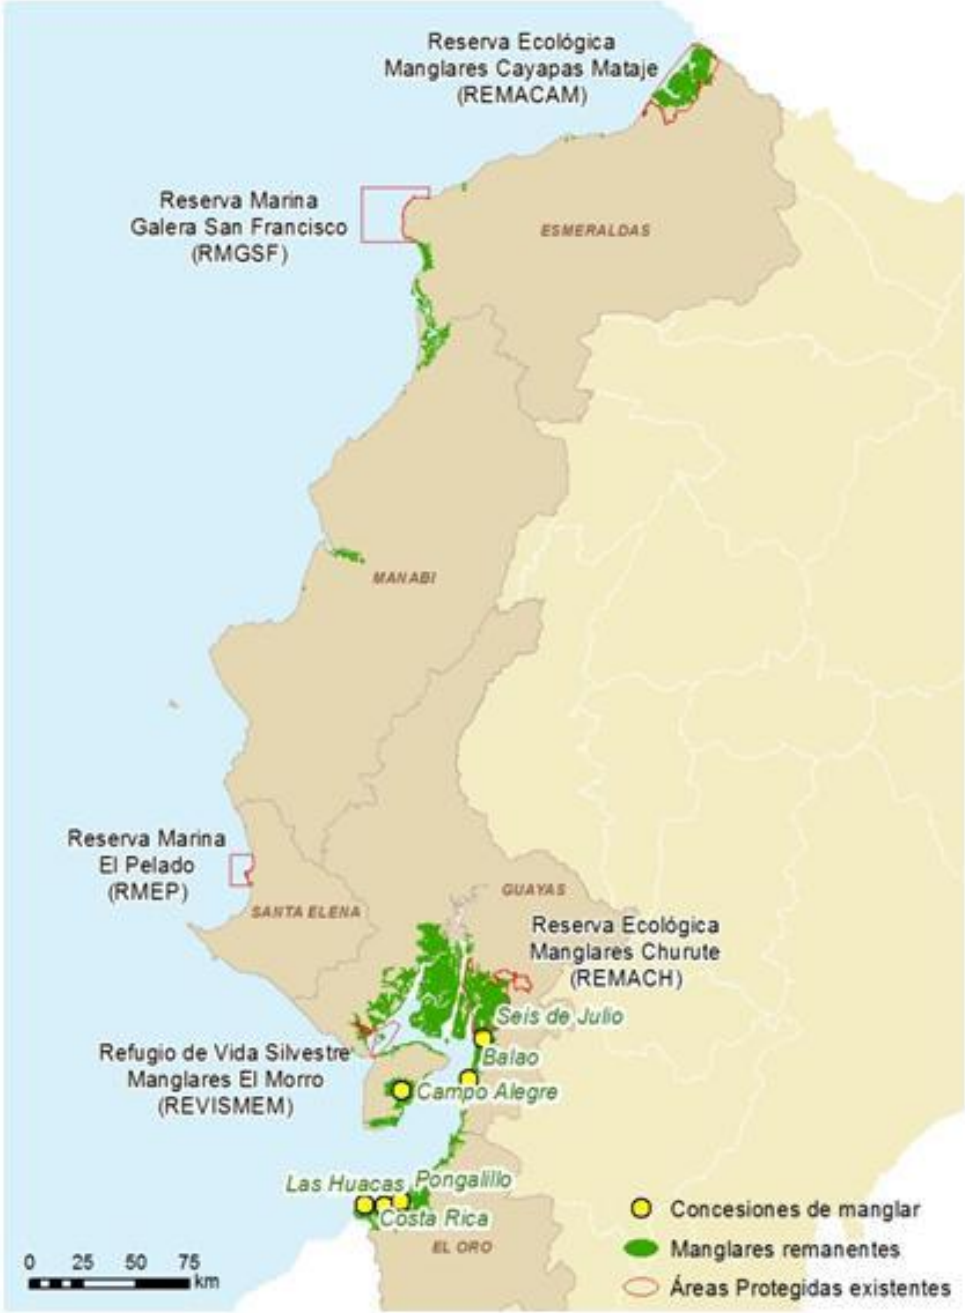 Reserva Ecológica
Manglares Cayapas Mataje
(REMACAM)
Reserva Marina
Galera San Francisco
(RMGSF)
ESMERALDAS
MANABI
Reserva Marina
El Pelado
(RMEP)
SANTA ELENA
GUAYAS
Reserva Ecológica
Manglares Churute
(REMACH)
Seis de Julio
Balao
Refugio de Vida Silvestre
Manglares El Morro
(REVISMEM)
Campo Alegre
Las Huacas
Pongalillo
Costa Rica
EL ORO
Concesiones de manglar
Manglares remanentes
Áreas Protegidas existentes
0 25 50 75
km